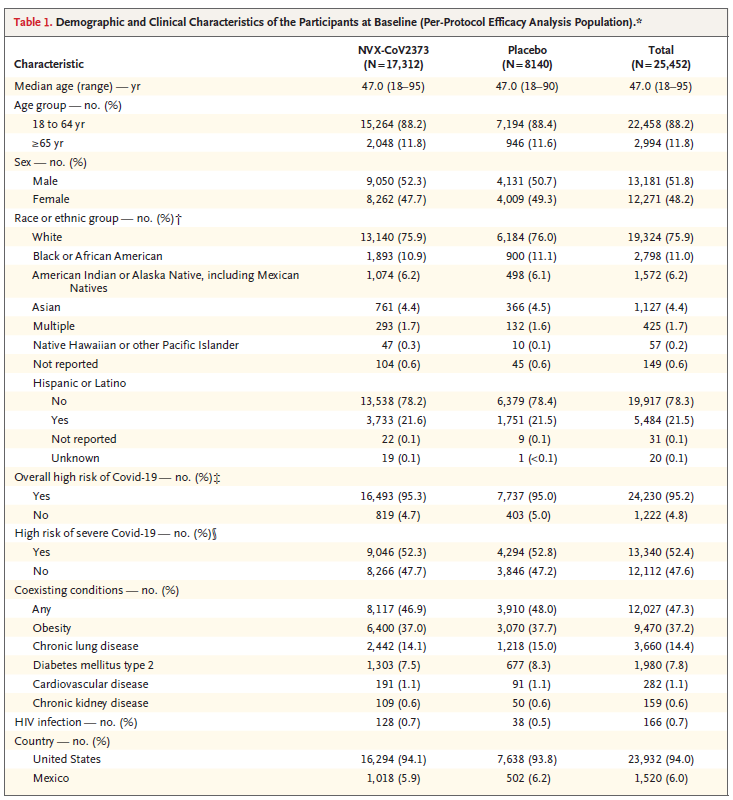 Table 1. Demographic and Clinical Characteristics of the Participants at Baseline (Per-Protocol Efficacy Analysis Population).*
Characteristic NVX-CoV2373 (N=17,312) Placebo (N=8140) Total (N=25,452)
Median age (range) — yr 47.0 (18–95) 47.0 (18–90) 47.0 (18–95)
Age group — no. (%)
18 to 64 yr 15,264 (88.2) 7,194 (88.4) 22,458 (88.2)
≥65 yr 2,048 (11.8) 946 (11.6) 2,994 (11.8)
Sex — no. (%)
Male 9,050 (52.3) 4,131 (50.7) 13,181 (51.8)
Female 8,262 (47.7) 4,009 (49.3) 12,271 (48.2)
Race or ethnic group — no. (%)†
White 13,140 (75.9) 6,184 (76.0) 19,324 (75.9)
Black or African American 1,893 (10.9) 900 (11.1) 2,798 (11.0)
American Indian or Alaska Native, including Mexican 1,074 (6.2) 498 (6.1) 1,572 (6.2)
Natives
Asian 761 (4.4) 366 (4.5) 1,127 (4.4)
Multiple 293 (1.7) 132 (1.6) 425 (1.7)
Native Hawaiian or other Pacific Islander 47 (0.3) 10 (0.1) 57 (0.2)
Not reported 104 (0.6) 45 (0.6) 149 (0.6)
Hispanic or Latino
No 13,538 (78.2) 6,379 (78.4) 19,917 (78.3)
Yes 3,733 (21.6) 1,751 (21.5) 5,484 (21.5)
Not reported 22 (0.1) 9 (0.1) 31 (0.1)
Unknown 19 (0.1) 1 (<0.1) 20 (0.1)
Overall high risk of Covid-19 — no. (%)‡
Yes 16,493 (95.3) 7,737 (95.0) 24,230 (95.2)
No 819 (4.7) 403 (5.0) 1,222 (4.8)
High risk of severe Covid-19 — no. (%)§
Yes 9,046 (52.3) 4,294 (52.8) 13,340 (52.4)
No 8,266 (47.7) 3,846 (47.2) 12,112 (47.6)
Coexisting conditions — no. (%)
Any 8,117 (46.9) 3,910 (48.0) 12,027 (47.3)
Obesity 6,400 (37.0) 3,070 (37.7) 9,470 (37.2)
Chronic lung disease 2,442 (14.1) 1,218 (15.0) 3,660 (14.4)
Diabetes mellitus type 2 1,303 (7.5) 677 (8.3) 1,980 (7.8)
Cardiovascular disease 191 (1.1) 91 (1.1) 282 (1.1)
Chronic kidney disease 109 (0.6) 50 (0.6) 159 (0.6)
HIV infection — no. (%) 128 (0.7) 38 (0.5) 166 (0.7)
Country — no. (%)
United States 16,294 (94.1) 7,638 (93.8) 23,932 (94.0)
Mexico 1,018 (5.9) 502 (6.2) 1,520 (6.0)